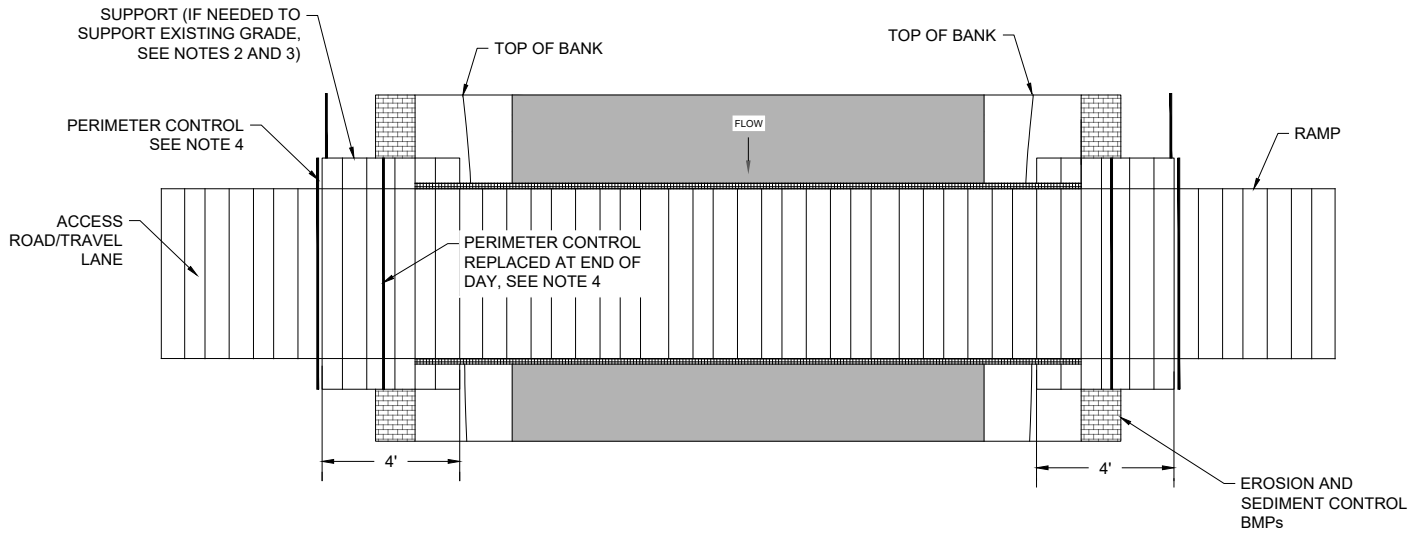 SUPPORT (IF NEEDED TO
SUPPORT EXISTING GRADE,
SEE NOTES 2 AND 3)
TOP OF BANK
TOP OF BANK
PERIMETER CONTROL
SEE NOTE 4
FLOW
RAMP
ACCESS
ROAD/TRAVEL
LANE
PERIMETER CONTROL
REPLACED AT END OF
DAY, SEE NOTE 4
4'
4'
EROSION AND
SEDIMENT CONTROL
BMPs